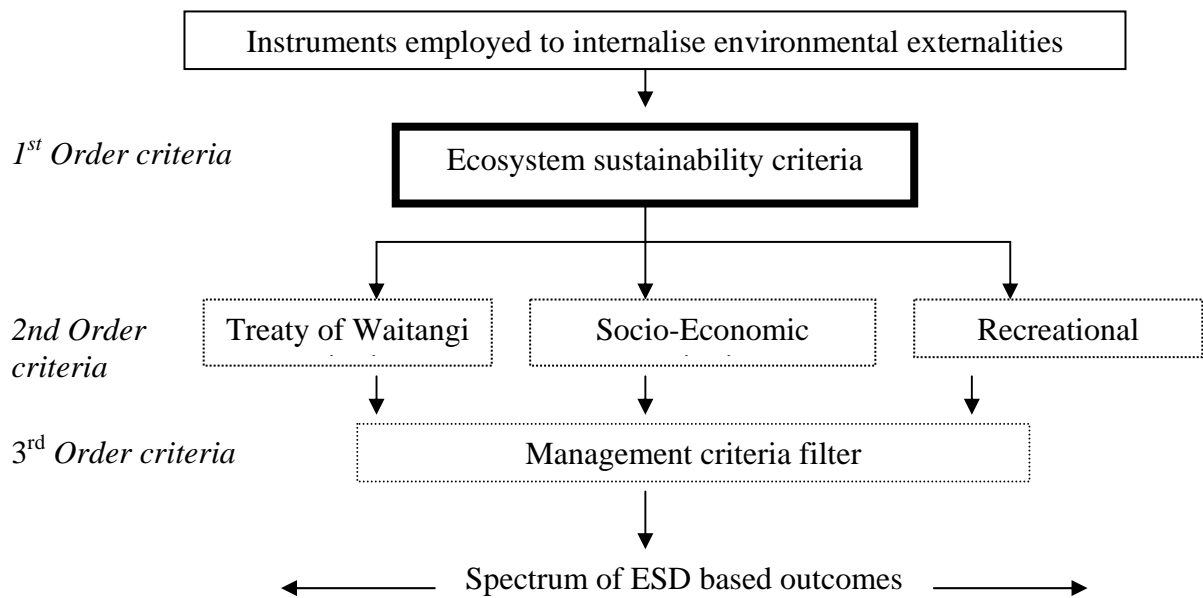 Instruments employed to internalise environmental externalities
1st Order criteria
Ecosystem sustainability criteria
2nd Order
criteria
Treaty of Waitangi
Socio-Economic
Recreational
3rd Order criteria
Management criteria filter
Spectrum of ESD based outcomes